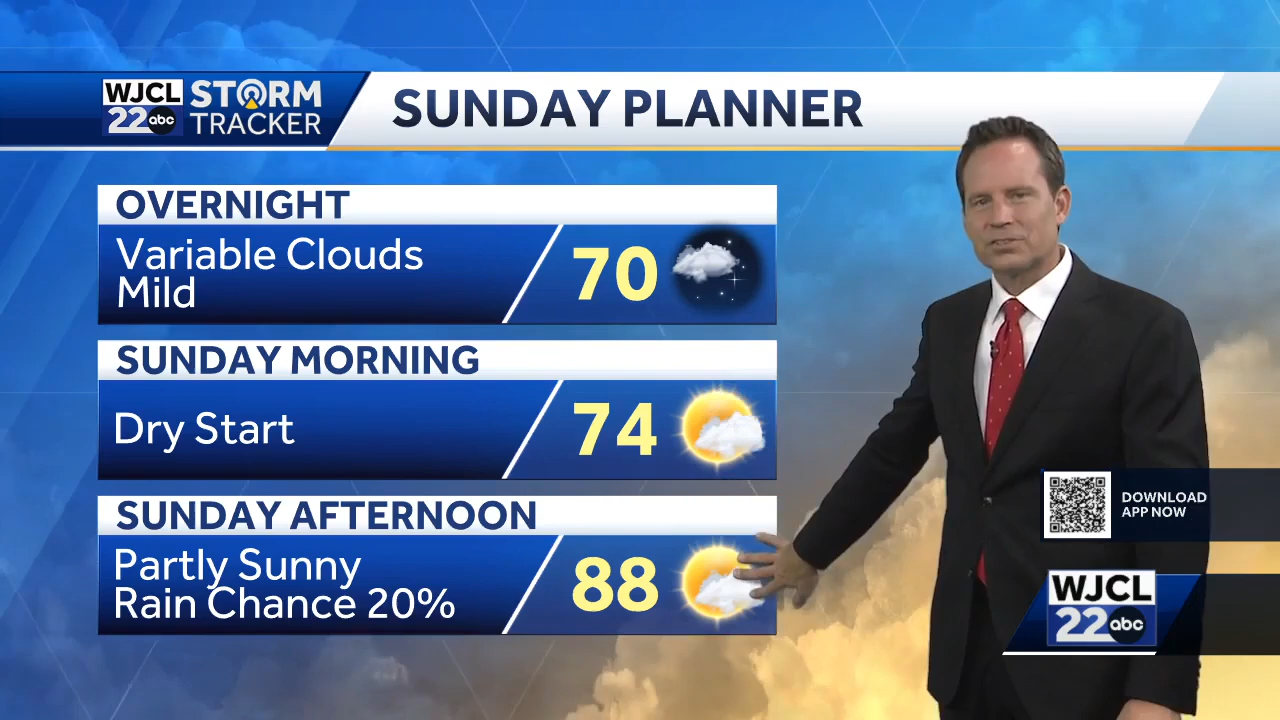 WJCL
22 abc
STORM
TRACKER
SUNDAY PLANNER
OVERNIGHT
Variable Clouds
Mild
70
SUNDAY MORNING
Dry Start
74
SUNDAY AFTERNOON
Partly Sunny
Rain Chance 20%
88
DOWNLOAD
APP NOW
WJCL
22 abc